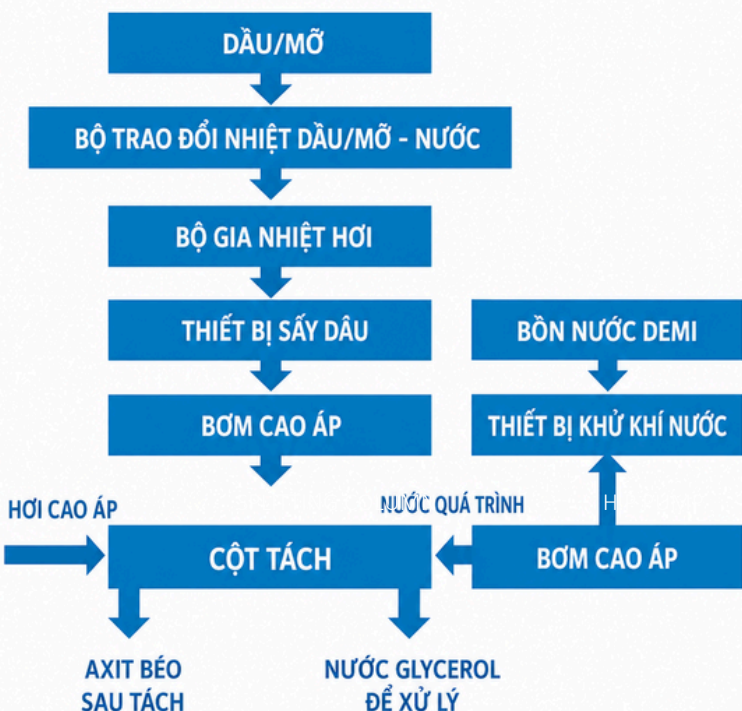 DẦU/MỠ
BỘ TRAO ĐỔI NHIỆT DẦU/MỠ - NƯỚC
BỘ GIA NHIỆT HƠI
THIẾT BỊ SẤY DÂU
BƠM CAO ÁP
BỒN NƯỚC DEMI
THIẾT BỊ KHỬ KHÍ NƯỚC
HƠI CAO ÁP
NƯỚC QUÁ TRÌNH
CỘT TÁCH
BƠM CAO ÁP
AXIT BÉO
SAU TÁCH
NƯỚC GLYCEROL
ĐỂ XỬ LÝ